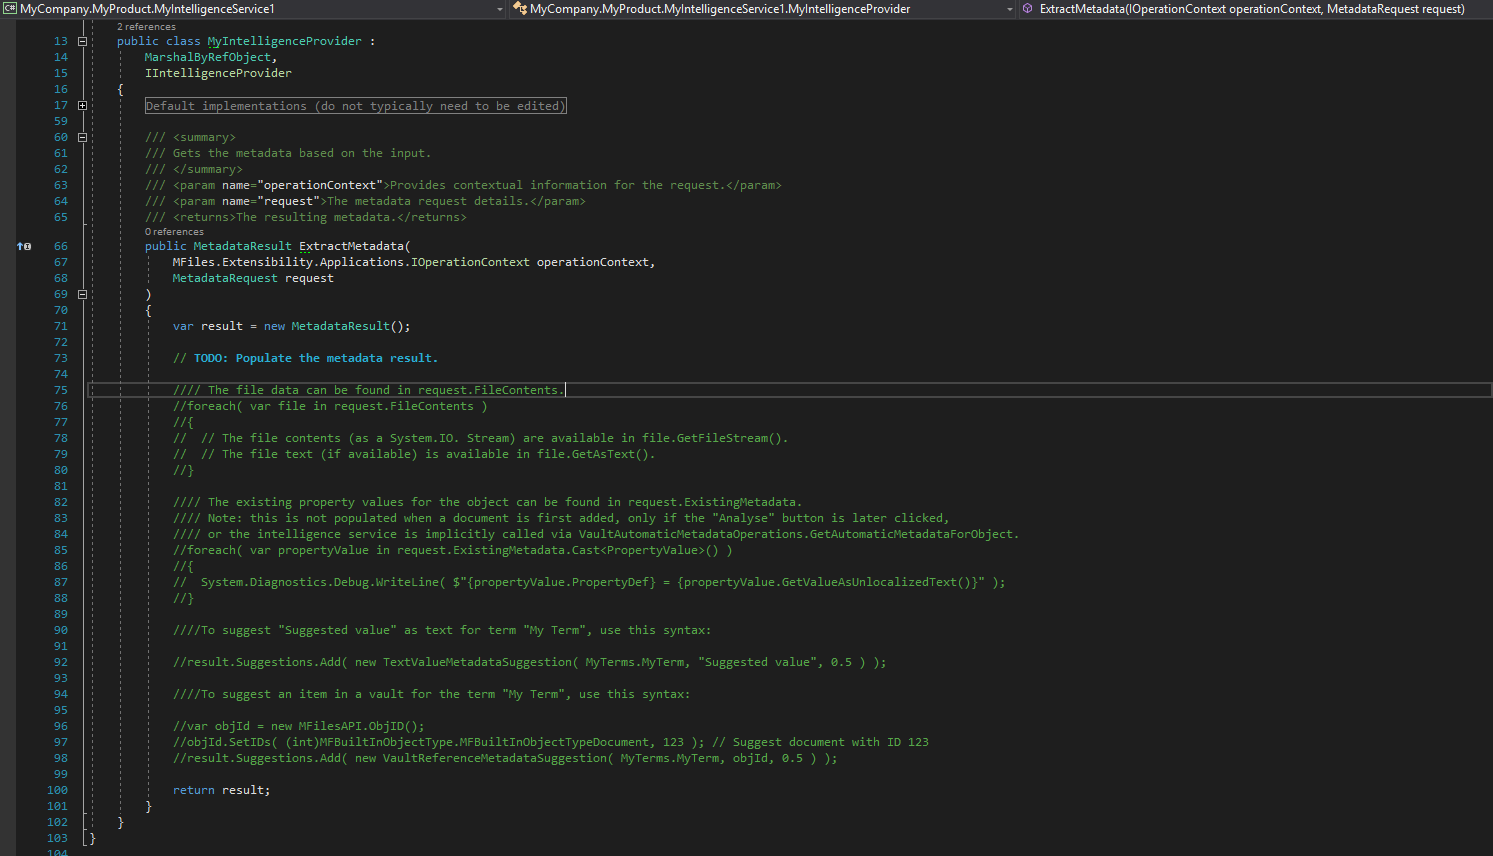 C# MyCompany.MyProduct.MyIntelligenceService1 MyCompany.MyProduct.MyIntelligenceService1.MyIntelligenceProvider ExtractMetadata(IOperationContext operationContext, MetadataRequest request)
2 references
13 public class MyIntelligenceProvider :
14 MarshalByRefObject,
15 IIntelligenceProvider
16 {
17 Default implementations (do not typically need to be edited)
59
60 /// <summary>
61 /// Gets the metadata based on the input.
62 /// </summary>
63 /// <param name="operationContext">Provides contextual information for the request.</param>
64 /// <param name="request">The metadata request details.</param>
65 /// <returns>The resulting metadata.</returns>
0 references
66 public MetadataResult ExtractMetadata(
67 MFiles.Extensibility.Applications.IOperationContext operationContext,
68 MetadataRequest request
69 )
70 {
71 var result = new MetadataResult();
72
73 // TODO: Populate the metadata result.
74
75 //// The file data can be found in request.FileContents.
76 //foreach( var file in request.FileContents )
77 //{
78 // // The file contents (as a System.IO. Stream) are available in file.GetFileStream().
79 // // The file text (if available) is available in file.GetAsText().
80 //}
81
82 //// The existing property values for the object can be found in request.ExistingMetadata.
83 //// Note: this is not populated when a document is first added, only if the "Analyse" button is later clicked,
84 //// or the intelligence service is implicitly called via VaultAutomaticMetadataOperations.GetAutomaticMetadataForObject.
85 //foreach( var propertyValue in request.ExistingMetadata.Cast<PropertyValue>() )
86 //{
87 // System.Diagnostics.Debug.WriteLine( $"{propertyValue.PropertyDef} = {propertyValue.GetValueAsUnlocalizedText()}" );
88 //}
89
90 ////To suggest "Suggested value" as text for term "My Term", use this syntax:
91
92 //result.Suggestions.Add( new TextValueMetadataSuggestion( MyTerms.MyTerm, "Suggested value", 0.5 ) );
93
94 ////To suggest an item in a vault for the term "My Term", use this syntax:
95
96 //var objId = new MFilesAPI.ObjID();
97 //objId.SetIDs( (int)MFBuiltInObjectType.MFBuiltInObjectTypeDocument, 123 ); // Suggest document with ID 123
98 //result.Suggestions.Add( new VaultReferenceMetadataSuggestion( MyTerms.MyTerm, objId, 0.5 ) );
99
100 return result;
101 }
102 }
103 }
104